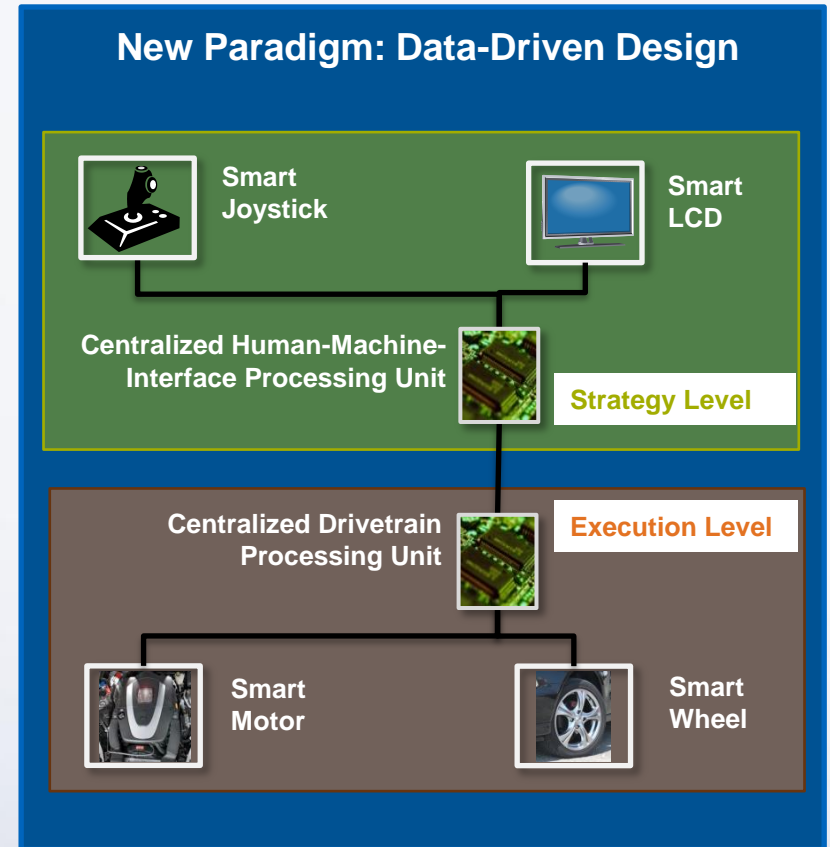 New Paradigm: Data-Driven Design
Smart
Joystick
Smart
LCD
Centralized Human-Machine-
Interface Processing Unit
Strategy Level
Centralized Drivetrain
Processing Unit
Execution Level
Smart
Motor
Smart
Wheel